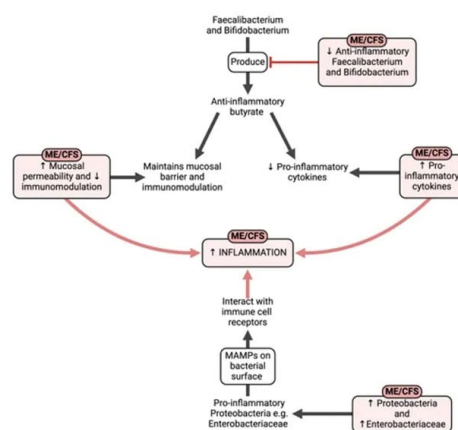 Faecalibacterium
and Bifidobacterium
Produce
ME/CFS
↓ Anti-inflammatory
Faecalibacterium
and Bifidobacterium
Anti-inflammatory
butyrate
ME/CFS
↑ Mucosal
permeability and ↓
immunomodulation
Maintains mucosal
barrier and
immunomodulation
↓ Pro-inflammatory
cytokines
ME/CFS
↑ Pro-
inflammatory
cytokines
ME/CFS
↑ INFLAMMATION
Interact with
immune cell
receptors
MAMPs on
bacterial
surface
Pro-inflammatory
Proteobacteria e.g.
Enterobacteriaceae
ME/CFS
↑ Proteobacteria
and
↑Enterobacteriaceae